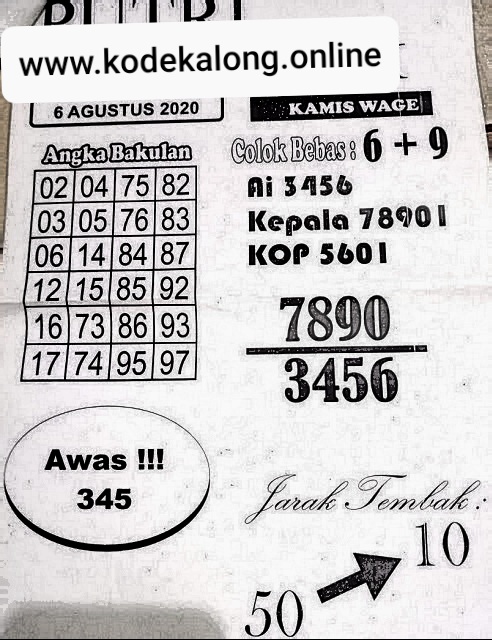 PUTRI
www.kodekalong.online
6 AGUSTUS 2020
KAMIS WAGE
Angka Bakulan
02 04 75 82
03 05 76 83
06 14 84 87
12 15 85 92
16 73 86 93
17 74 95 97
Colok Bebas : 6 + 9
Ai 3456
Kepala 78901
KOP 5601
7890
3456
Awas !!!
345
Jarak Tembak :
50
10